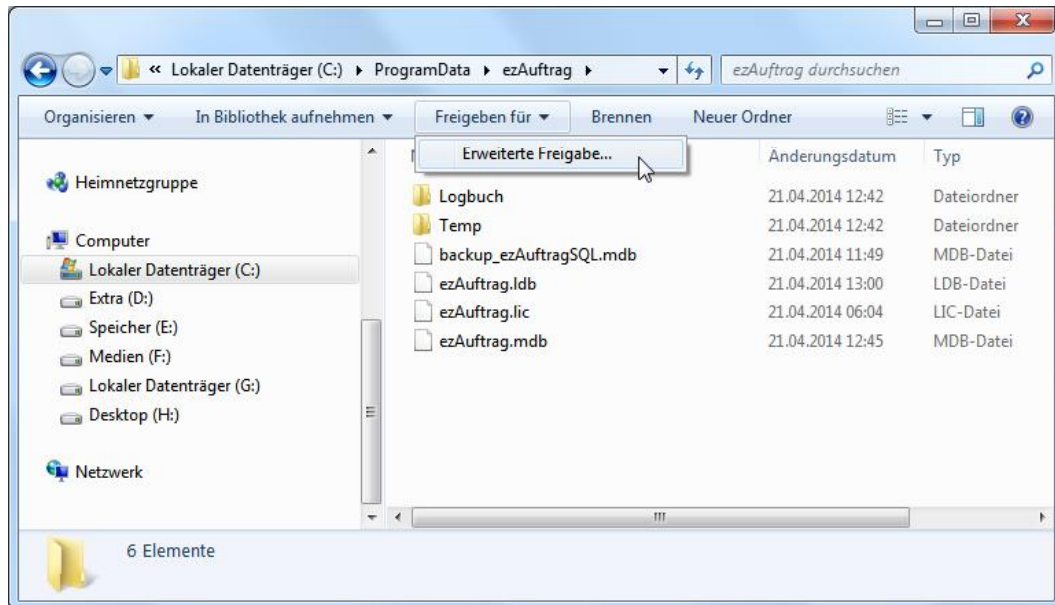 « Lokaler Datenträger (C:) ▸ ProgramData ▸ ezAuftrag ▸
ezAuftrag durchsuchen
Organisieren ▾ In Bibliothek aufnehmen ▾ Freigeben für ▾ Brennen Neuer Ordner
Erweiterte Freigabe...
Änderungsdatum Typ
Heimnetzgruppe
Computer
Lokaler Datenträger (C:)
Extra (D:)
Speicher (E:)
Medien (F:)
Lokaler Datenträger (G:)
Desktop (H:)
Netzwerk
Logbuch 21.04.2014 12:42 Dateiordner
Temp 21.04.2014 12:42 Dateiordner
backup_ezAuftragSQL.mdb 21.04.2014 11:49 MDB-Datei
ezAuftrag.ldb 21.04.2014 13:00 LDB-Datei
ezAuftrag.lic 21.04.2014 06:04 LIC-Datei
ezAuftrag.mdb 21.04.2014 12:45 MDB-Datei
6 Elemente